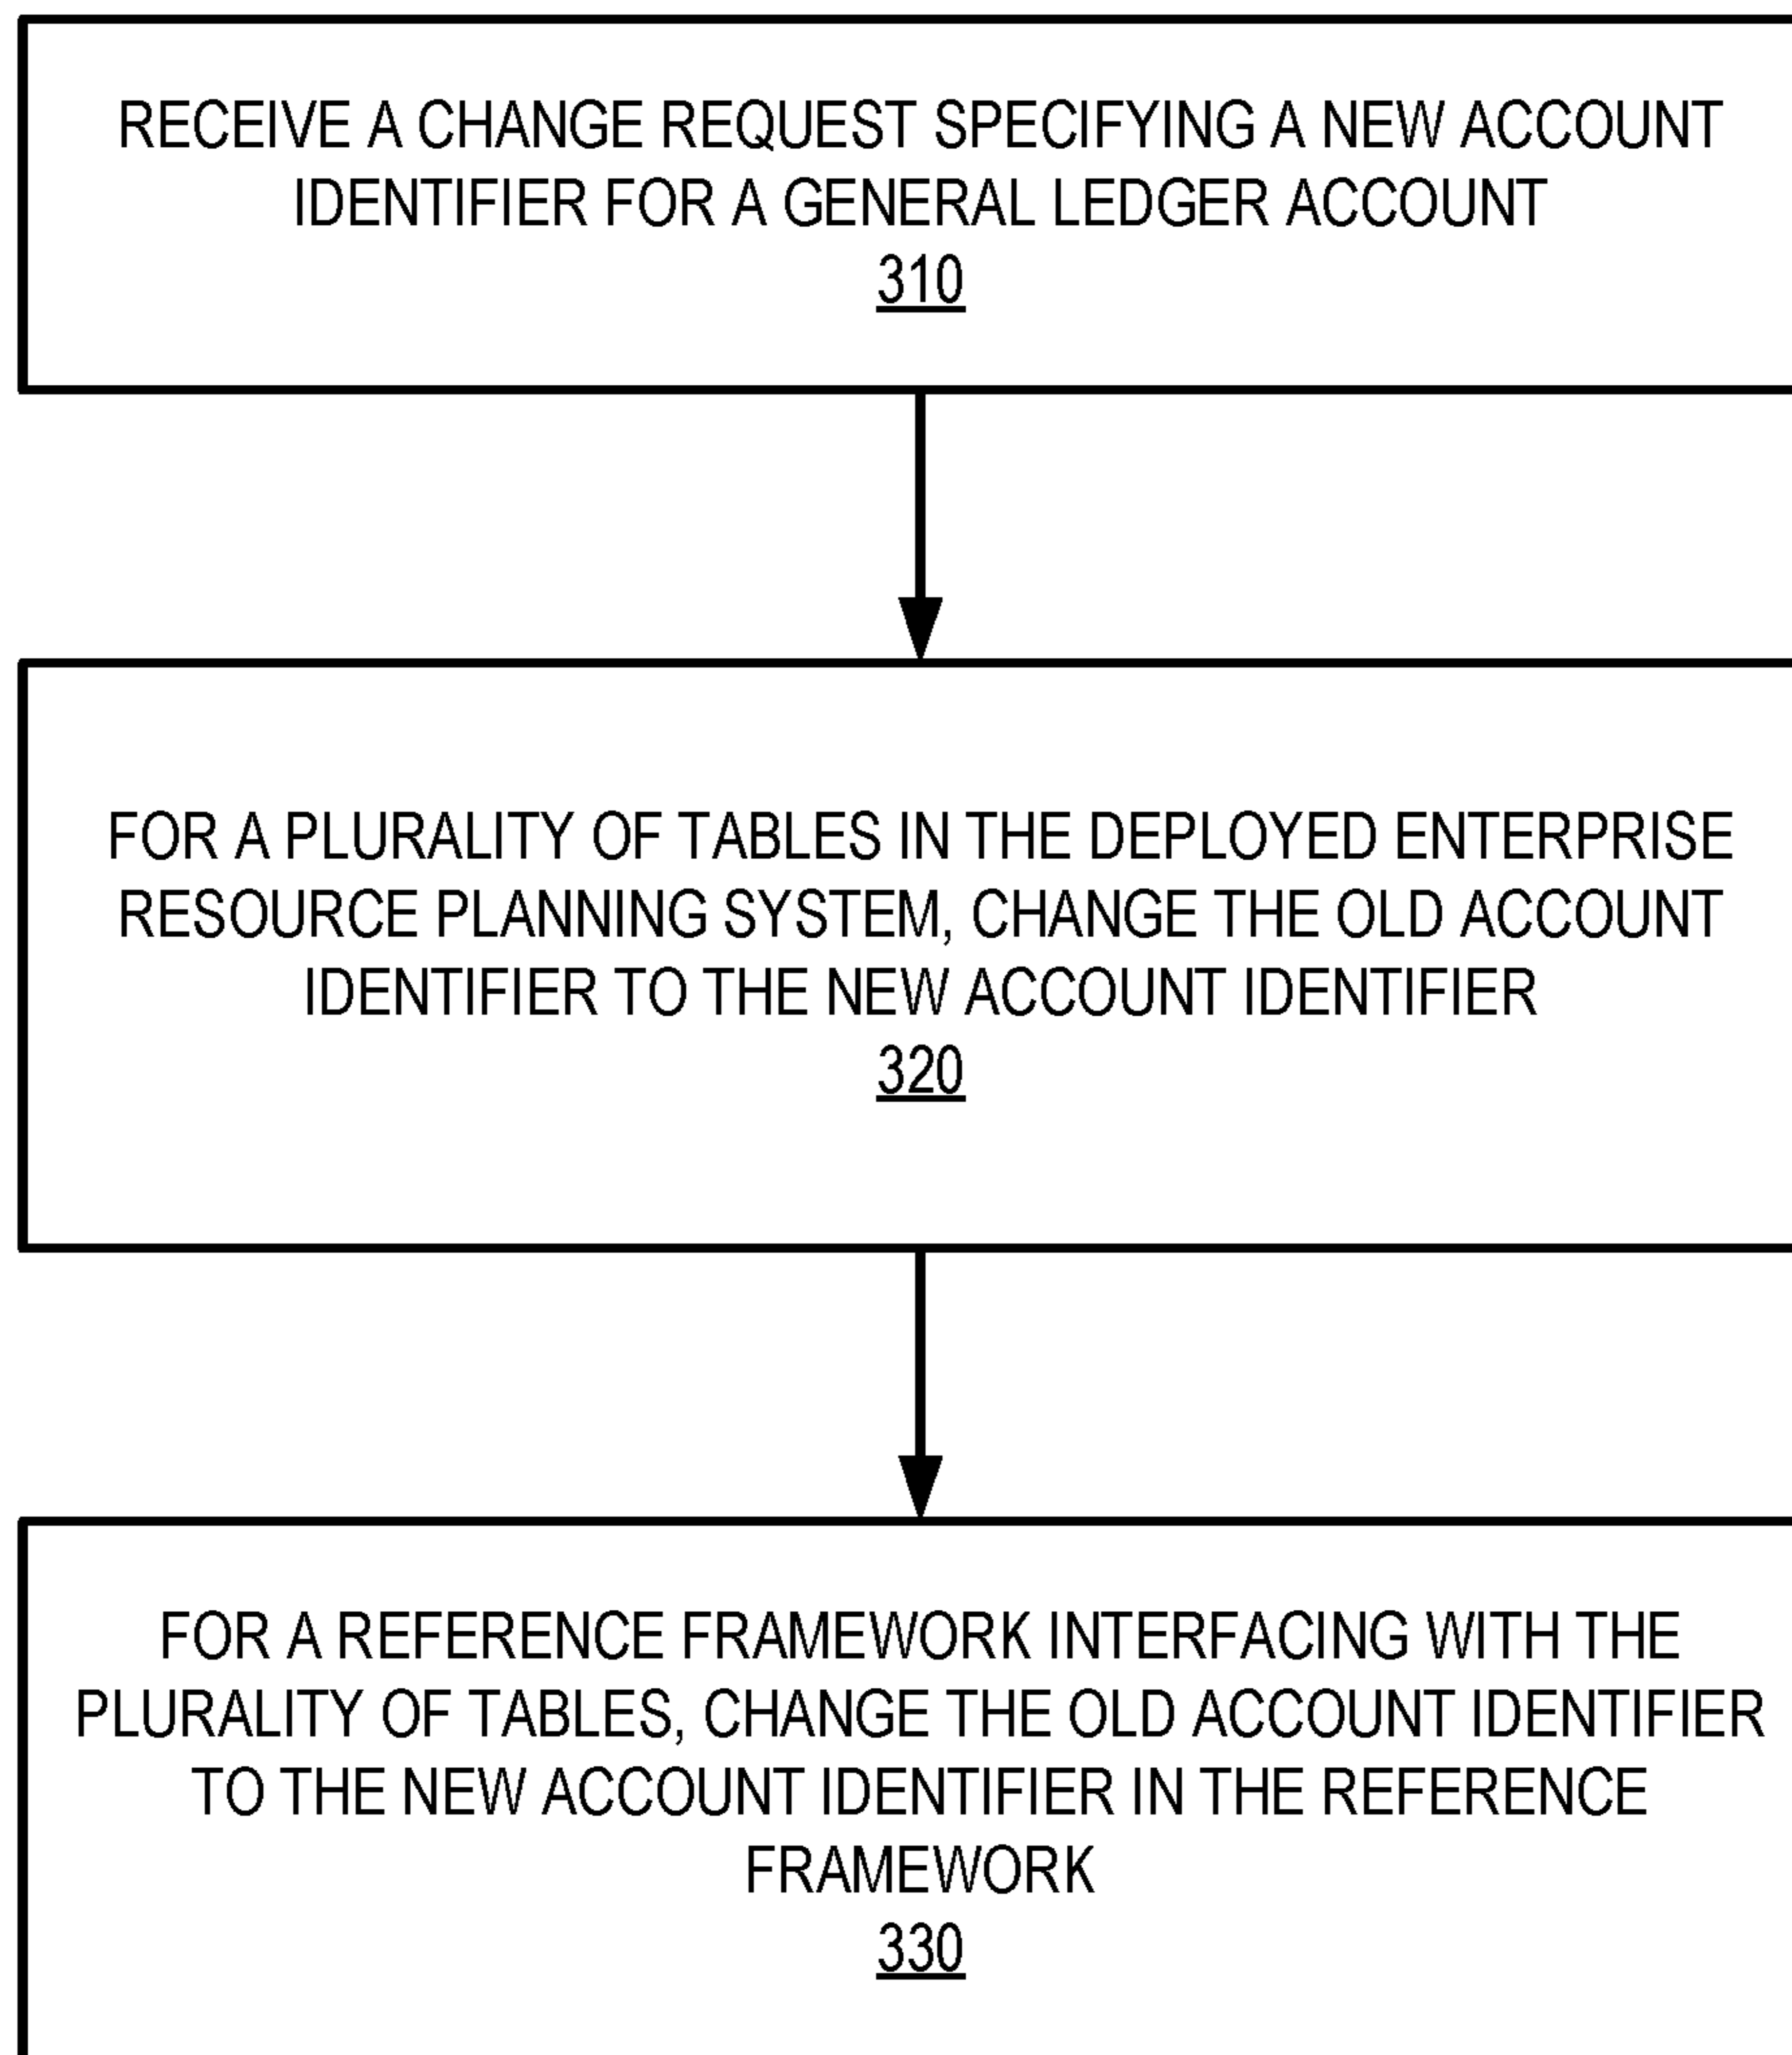 RECEIVE A CHANGE REQUEST SPECIFYING A NEW ACCOUNT
IDENTIFIER FOR A GENERAL LEDGER ACCOUNT
310
FOR A PLURALITY OF TABLES IN THE DEPLOYED ENTERPRISE
RESOURCE PLANNING SYSTEM, CHANGE THE OLD ACCOUNT
IDENTIFIER TO THE NEW ACCOUNT IDENTIFIER
320
FOR A REFERENCE FRAMEWORK INTERFACING WITH THE
PLURALITY OF TABLES, CHANGE THE OLD ACCOUNT IDENTIFIER
TO THE NEW ACCOUNT IDENTIFIER IN THE REFERENCE
FRAMEWORK
330